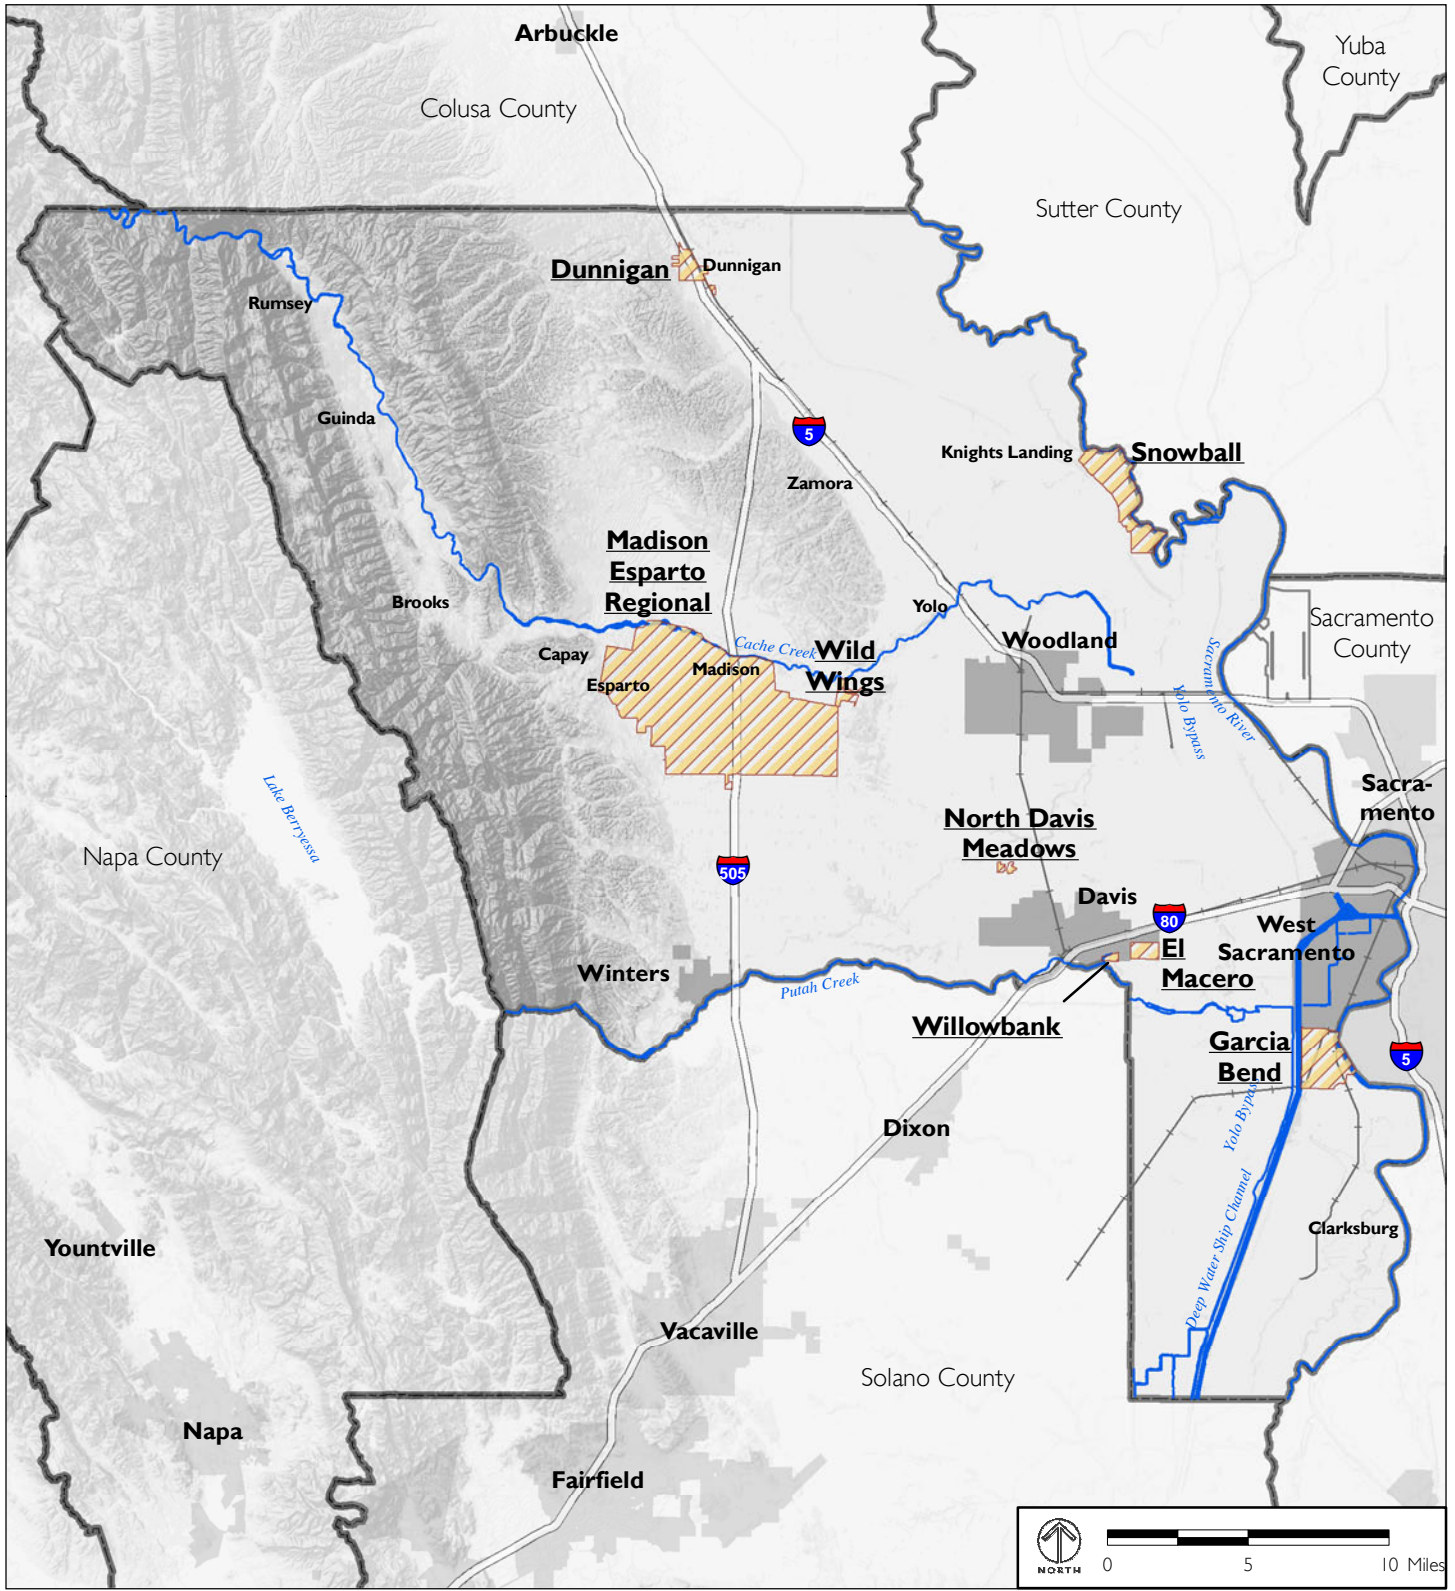 Arbuckle
Yuba
County
Colusa County
Sutter County
Dunnigan
Dunnigan
Rumsey
Guinda
5
Knights Landing
Snowball
Zamora
Madison
Esparto
Regional
Brooks
Yolo
Woodland
Sacramento
County
Capay
Cache Creek
Wild
Wings
Madison
Esparto
Sacramento River
Yolo Bypass
Lake Berryessa
Sacra-
mento
North Davis
Meadows
Napa County
505
Davis
80
West
Sacramento
El
Macero
Winters
Putah Creek
Willowbank
Garcia
Bend
5
Yolo Bypass
Dixon
Deep Water Ship Channel
Clarksburg
Yountville
Vacaville
Solano County
Napa
Fairfield
NORTH
0 5 10 Miles